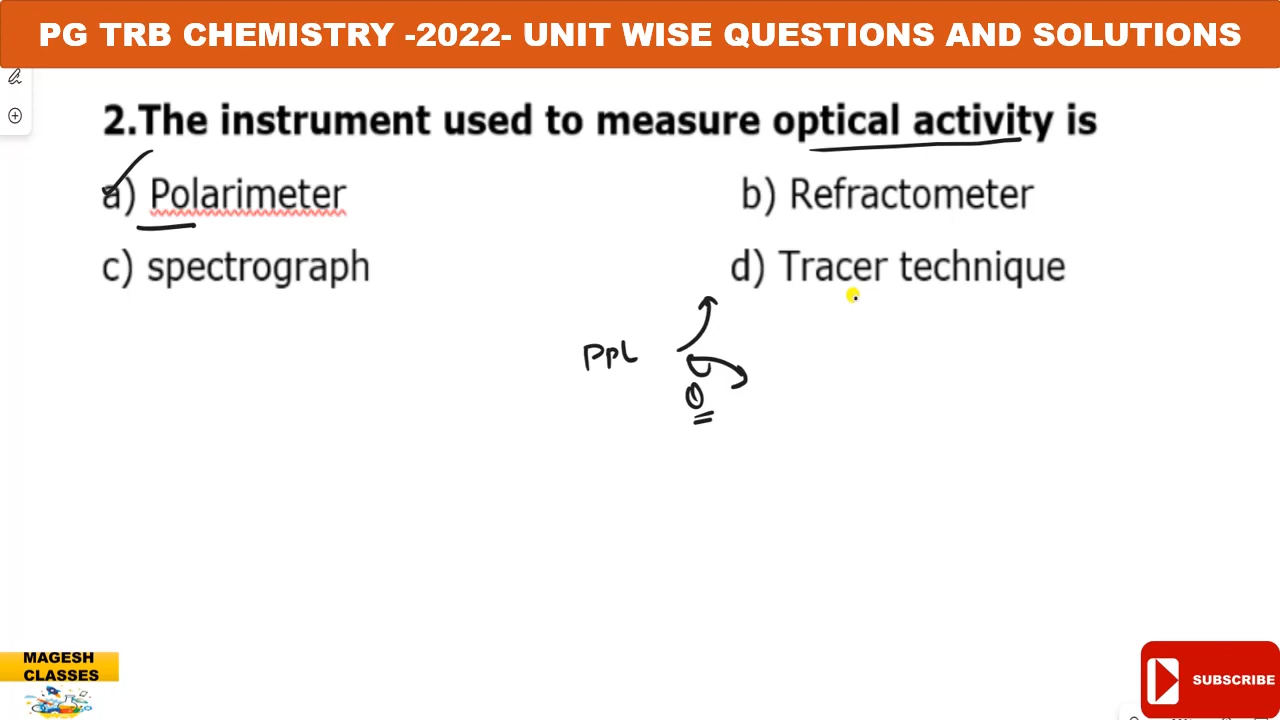 PG TRB CHEMISTRY -2022- UNIT WISE QUESTIONS AND SOLUTIONS
2.The instrument used to measure optical activity is
a) Polarimeter b) Refractometer
c) spectrograph d) Tracer technique
PPL
θ
MAGESH
CLASSES
SUBSCRIBE